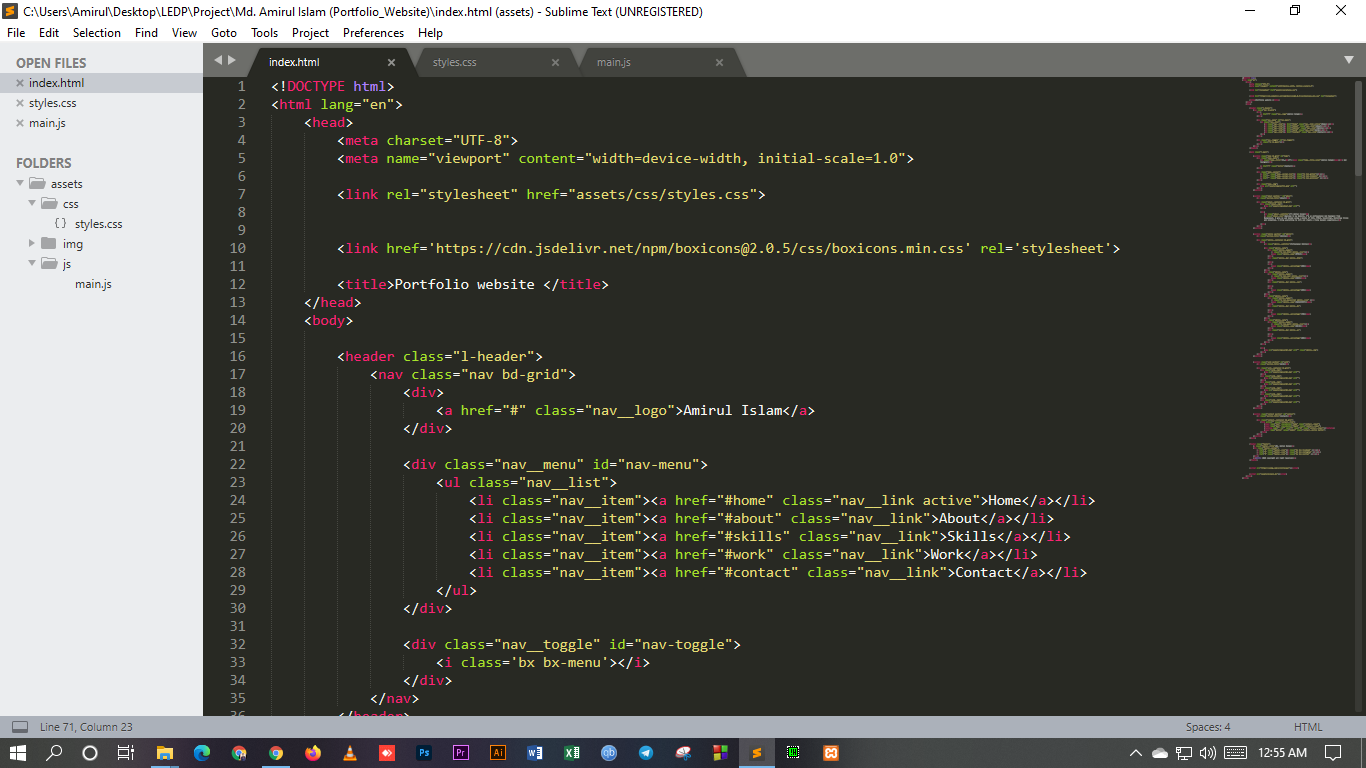 C:\Users\Amirul\Desktop\LEDP\Project\Md. Amirul Islam (Portfolio_Website)\index.html (assets) - Sublime Text (UNREGISTERED)
File Edit Selection Find View Goto Tools Project Preferences Help
OPEN FILES
index.html
styles.css
main.js
FOLDERS
assets
css
{} styles.css
img
js
main.js
index.html styles.css main.js
1 <!DOCTYPE html>
2 <html lang="en">
3 <head>
4 <meta charset="UTF-8">
5 <meta name="viewport" content="width=device-width, initial-scale=1.0">
6
7 <link rel="stylesheet" href="assets/css/styles.css">
8
9
10 <link href='https://cdn.jsdelivr.net/npm/boxicons@2.0.5/css/boxicons.min.css' rel='stylesheet'>
11
12 <title>Portfolio website </title>
13 </head>
14 <body>
15
16 <header class="l-header">
17 <nav class="nav bd-grid">
18 <div>
19 <a href="#" class="nav__logo">Amirul Islam</a>
20 </div>
21
22 <div class="nav__menu" id="nav-menu">
23 <ul class="nav__list">
24 <li class="nav__item"><a href="#home" class="nav__link active">Home</a></li>
25 <li class="nav__item"><a href="#about" class="nav__link">About</a></li>
26 <li class="nav__item"><a href="#skills" class="nav__link">Skills</a></li>
27 <li class="nav__item"><a href="#work" class="nav__link">Work</a></li>
28 <li class="nav__item"><a href="#contact" class="nav__link">Contact</a></li>
29 </ul>
30 </div>
31
32 <div class="nav__toggle" id="nav-toggle">
33 <i class='bx bx-menu'></i>
34 </div>
35 </nav>
36 </header>
Line 71, Column 23 Spaces: 4 HTML
Ps Pr Ai qb
12:55 AM